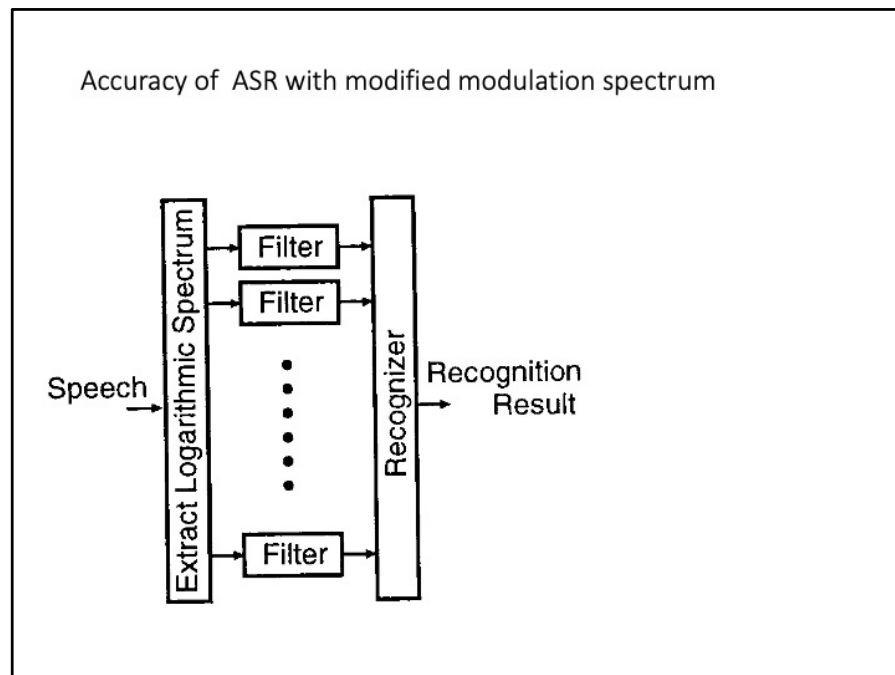 Accuracy of ASR with modified modulation spectrum
Speech
Extract Logarithmic Spectrum
Filter
Filter
Filter
Recognizer
Recognition
Result